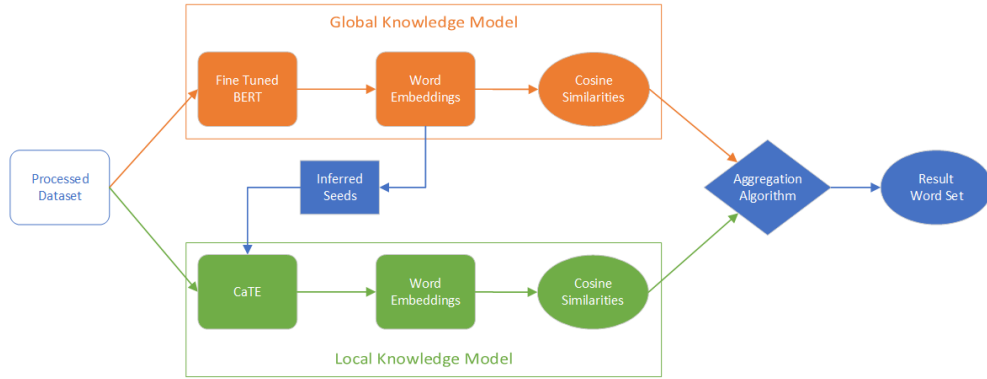 Global Knowledge Model
Fine Tuned
BERT
Word
Embeddings
Cosine
Similarities
Processed
Dataset
Inferred
Seeds
Aggregation
Algorithm
Result
Word Set
CaTE
Word
Embeddings
Cosine
Similarities
Local Knowledge Model